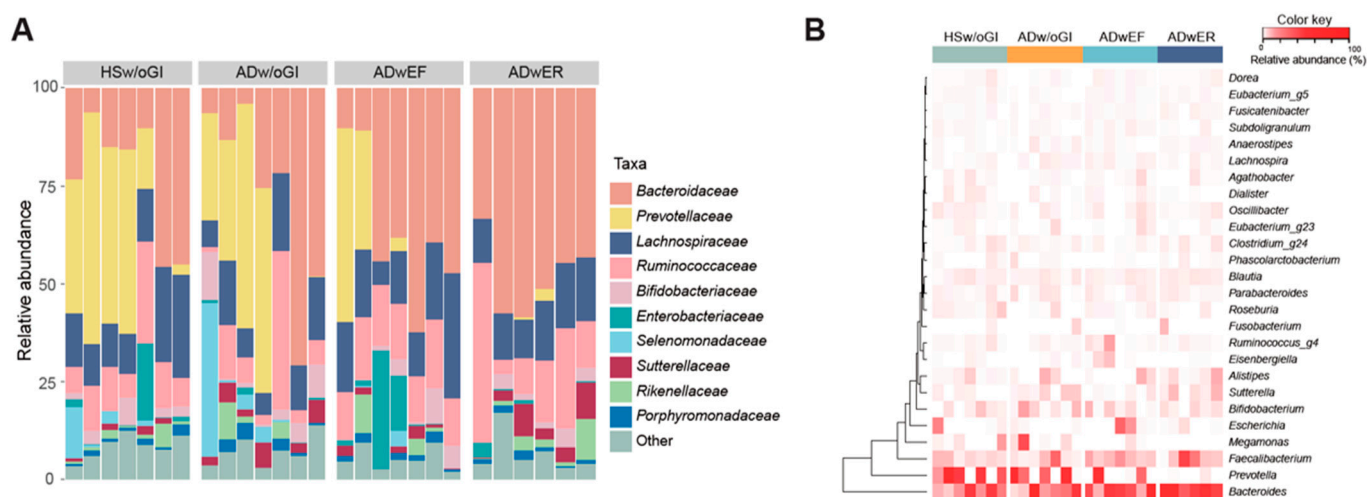 A
HSw/oGI
ADw/oGI
ADwEF
ADwER
100
75
50
25
0
Relative abundance
Taxa
Bacteroidaceae
Prevotellaceae
Lachnospiraceae
Ruminococcaceae
Bifidobacteriaceae
Enterobacteriaceae
Selenomonadaceae
Sutterellaceae
Rikenellaceae
Porphyromonadaceae
Other
B
HSw/oGI
ADw/oGI
ADwEF
ADwER
Color key
0 100
Relative abundance (%)
Dorea
Eubacterium_g5
Fusicatenibacter
Subdoligranulum
Anaerostipes
Lachnospira
Agathobacter
Dialister
Oscillibacter
Eubacterium_g23
Clostridium_g24
Phascolarctobacterium
Blautia
Parabacteroides
Roseburia
Fusobacterium
Ruminococcus_g4
Eisenbergiella
Alistipes
Sutterella
Bifidobacterium
Escherichia
Megamonas
Faecalibacterium
Prevotella
Bacteroides